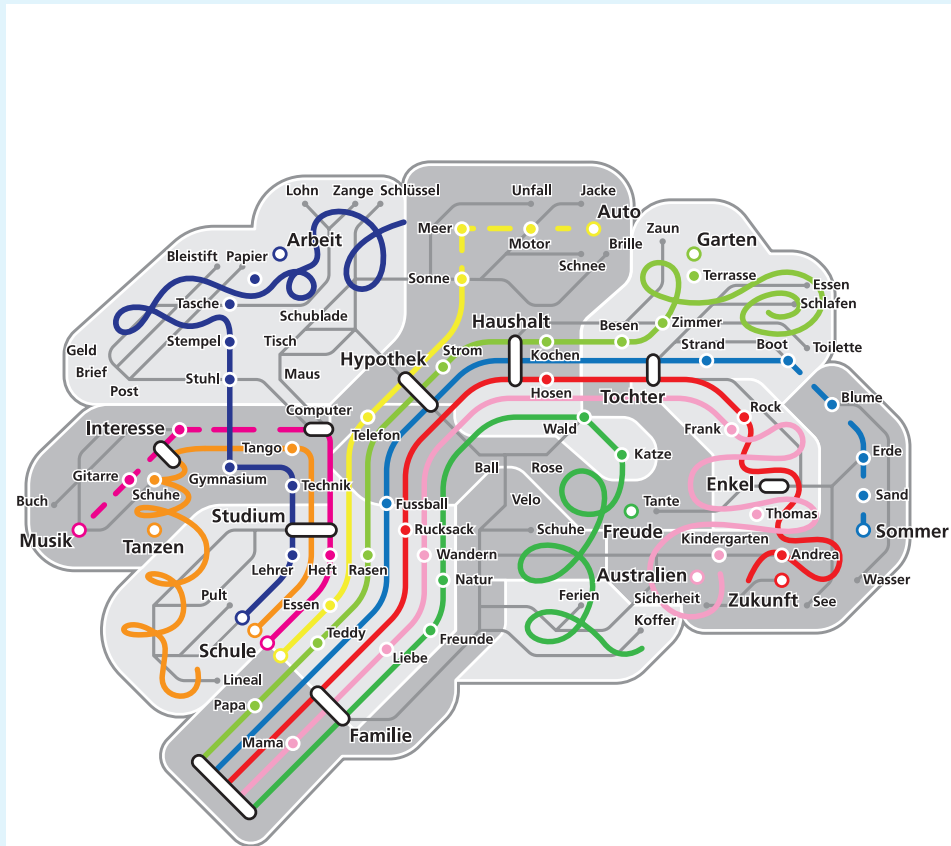 Lohn
Zange
Schlüssel
Unfall
Jacke
Auto
Meer
Motor
Brille
Zaun
Garten
Arbeit
Bleistift
Papier
Schnee
Terrasse
Sonne
Essen
Tasche
Schlafen
Schublade
Haushalt
Besen
Zimmer
Stempel
Tisch
Strom
Kochen
Strand
Boot
Toilette
Geld
Hypothek
Brief
Maus
Stuhl
Post
Hosen
Tochter
Blume
Computer
Rock
Interesse
Telefon
Wald
Frank
Tango
Katze
Erde
Gitarre
Schuhe
Gymnasium
Technik
Ball
Rose
Enkel
Buch
Fussball
Velo
Tante
Sand
Studium
Thomas
Musik
Tanzen
Rucksack
Schuhe
Freude
Sommer
Kindergarten
Lehrer
Heft
Rasen
Wandern
Andrea
Natur
Australien
Wasser
Pult
Essen
Ferien
Sicherheit
Zukunft
See
Teddy
Koffer
Schule
Freunde
Liebe
Lineal
Papa
Familie
Mama